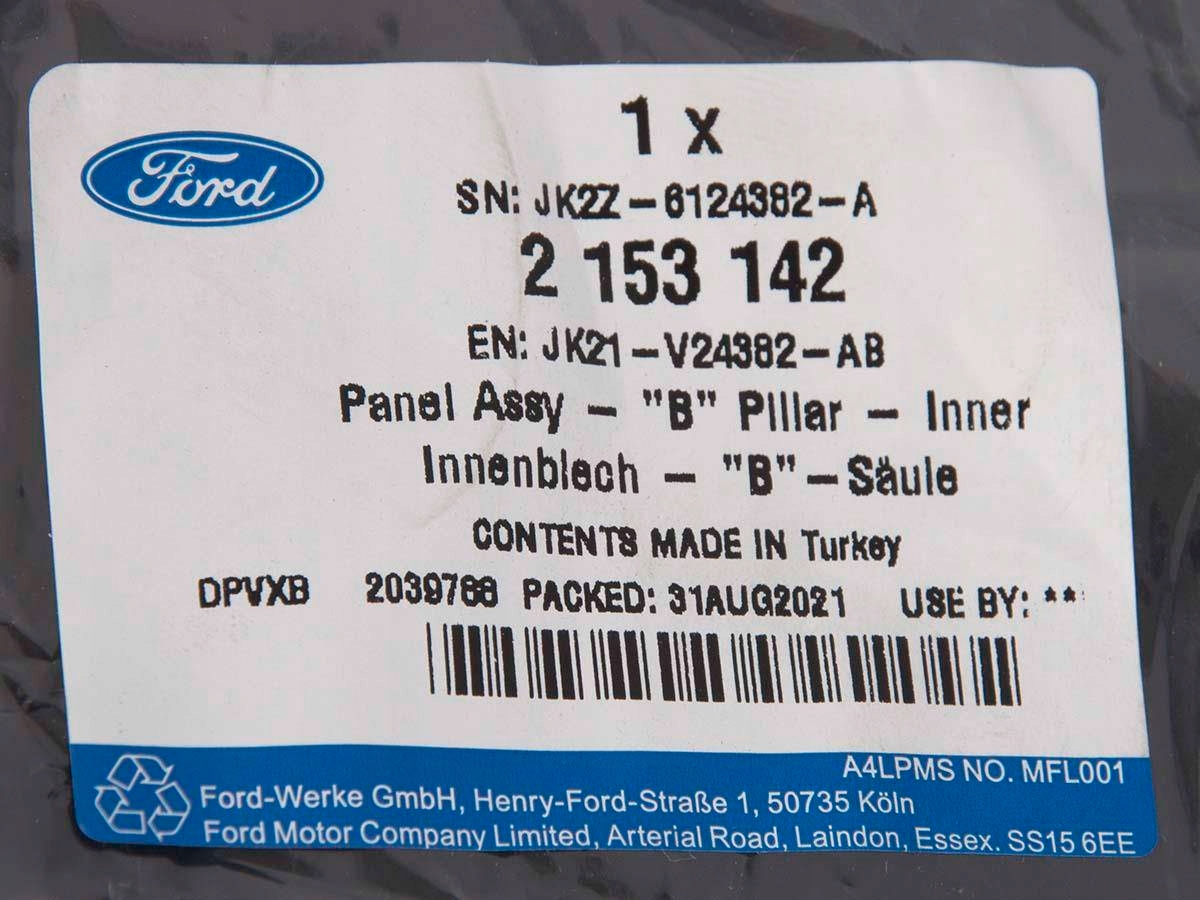 Ford
1 x
SN: JK2Z-6124382-A
2 153 142
EN: JK21-V24382-AB
Panel Assy - "B" Pillar - Inner
Innenblech - "B" -Säule
CONTENTS MADE IN Turkey
DPVXB 2039788 PACKED: 31AUG2021 USE BY: **
A4LPMS NO. MFL001
Ford-Werke GmbH, Henry-Ford-Straße 1, 50735 Köln
Ford Motor Company Limited, Arterial Road, Laindon, Essex. SS15 6EE